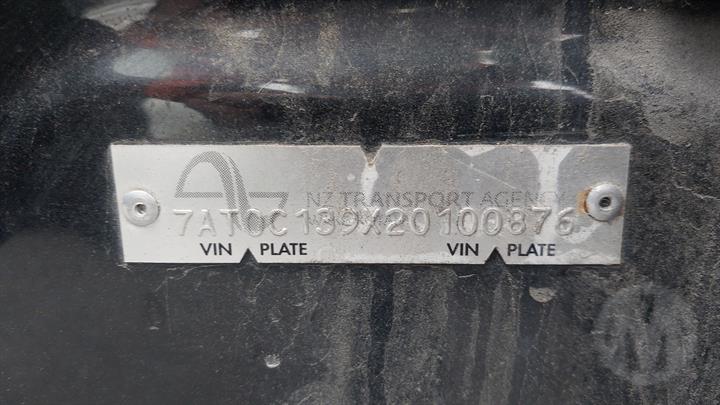 NZ TRANSPORT AGENCY
7AT0C139X20100876
VIN PLATE VIN PLATE
M